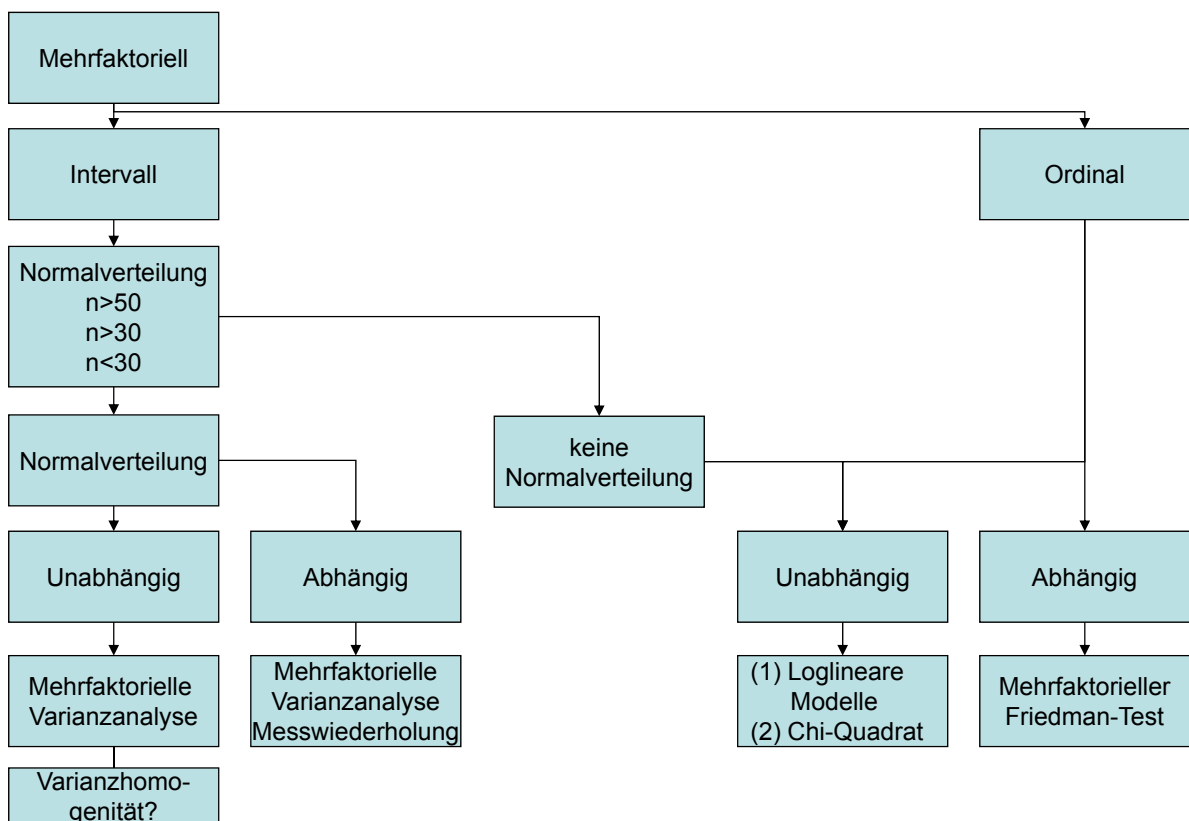 Mehrfaktoriell
Intervall
Ordinal
Normalverteilung
n>50
n>30
n<30
Normalverteilung
keine
Normalverteilung
Unabhängig
Abhängig
Unabhängig
Abhängig
Mehrfaktorielle
Varianzanalyse
Mehrfaktorielle
Varianzanalyse
Messwiederholung
(1) Loglineare
Modelle
(2) Chi-Quadrat
Mehrfaktorieller
Friedman-Test
Varianzhomo-
genität?